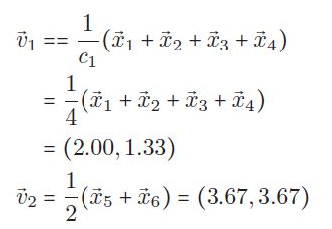 v⃗₁ == 1/c₁ (x⃗₁ + x⃗₂ + x⃗₃ + x⃗₄)
= 1/4 (x⃗₁ + x⃗₂ + x⃗₃ + x⃗₄)
= (2.00, 1.33)
v⃗₂ = 1/2 (x⃗₅ + x⃗₆) = (3.67, 3.67)